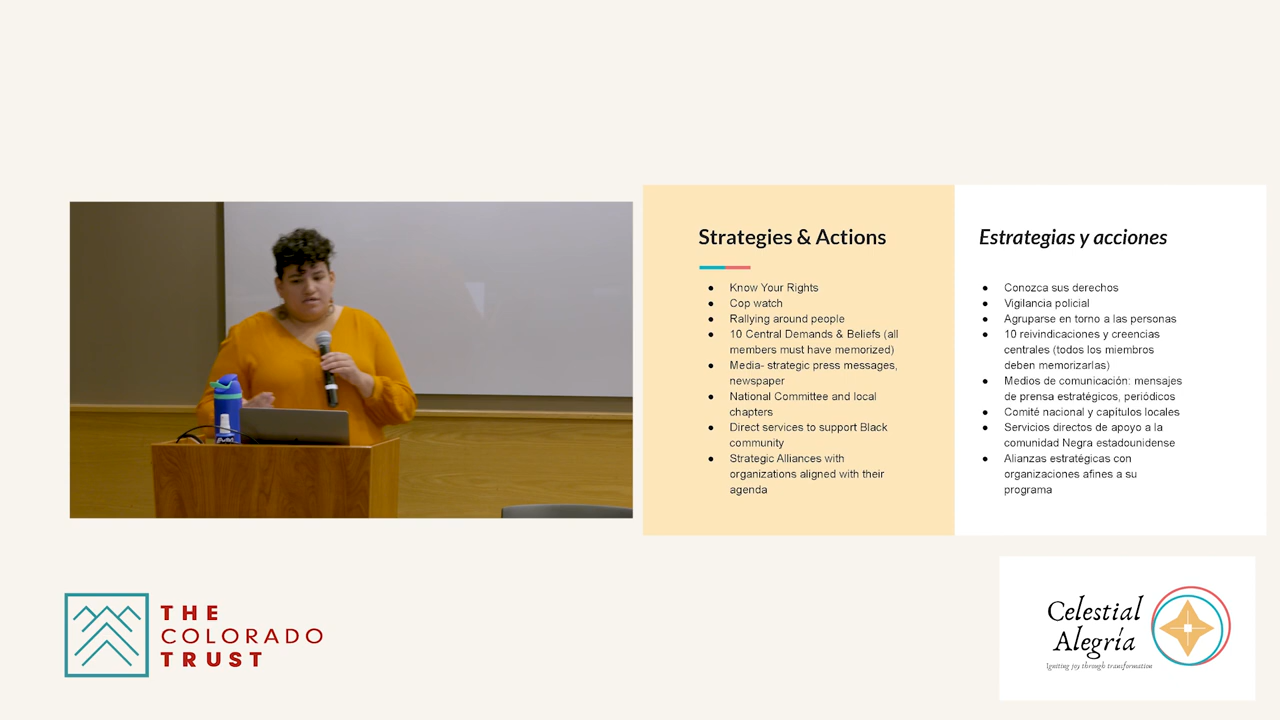 Strategies & Actions
● Know Your Rights
● Cop watch
● Rallying around people
● 10 Central Demands & Beliefs (all
members must have memorized)
● Media- strategic press messages,
newspaper
● National Committee and local
chapters
● Direct services to support Black
community
● Strategic Alliances with
organizations aligned with their
agenda
Estrategias y acciones
● Conozca sus derechos
● Vigilancia policial
● Agruparse en torno a las personas
● 10 reivindicaciones y creencias
centrales (todos los miembros
deben memorizarlas)
● Medios de comunicación: mensajes
de prensa estratégicos, periódicos
● Comité nacional y capítulos locales
● Servicios directos de apoyo a la
comunidad Negra estadounidense
● Alianzas estratégicas con
organizaciones afines a su
programa
THE
COLORADO
TRUST
Celestial
Alegría
Igniting joy through transformation